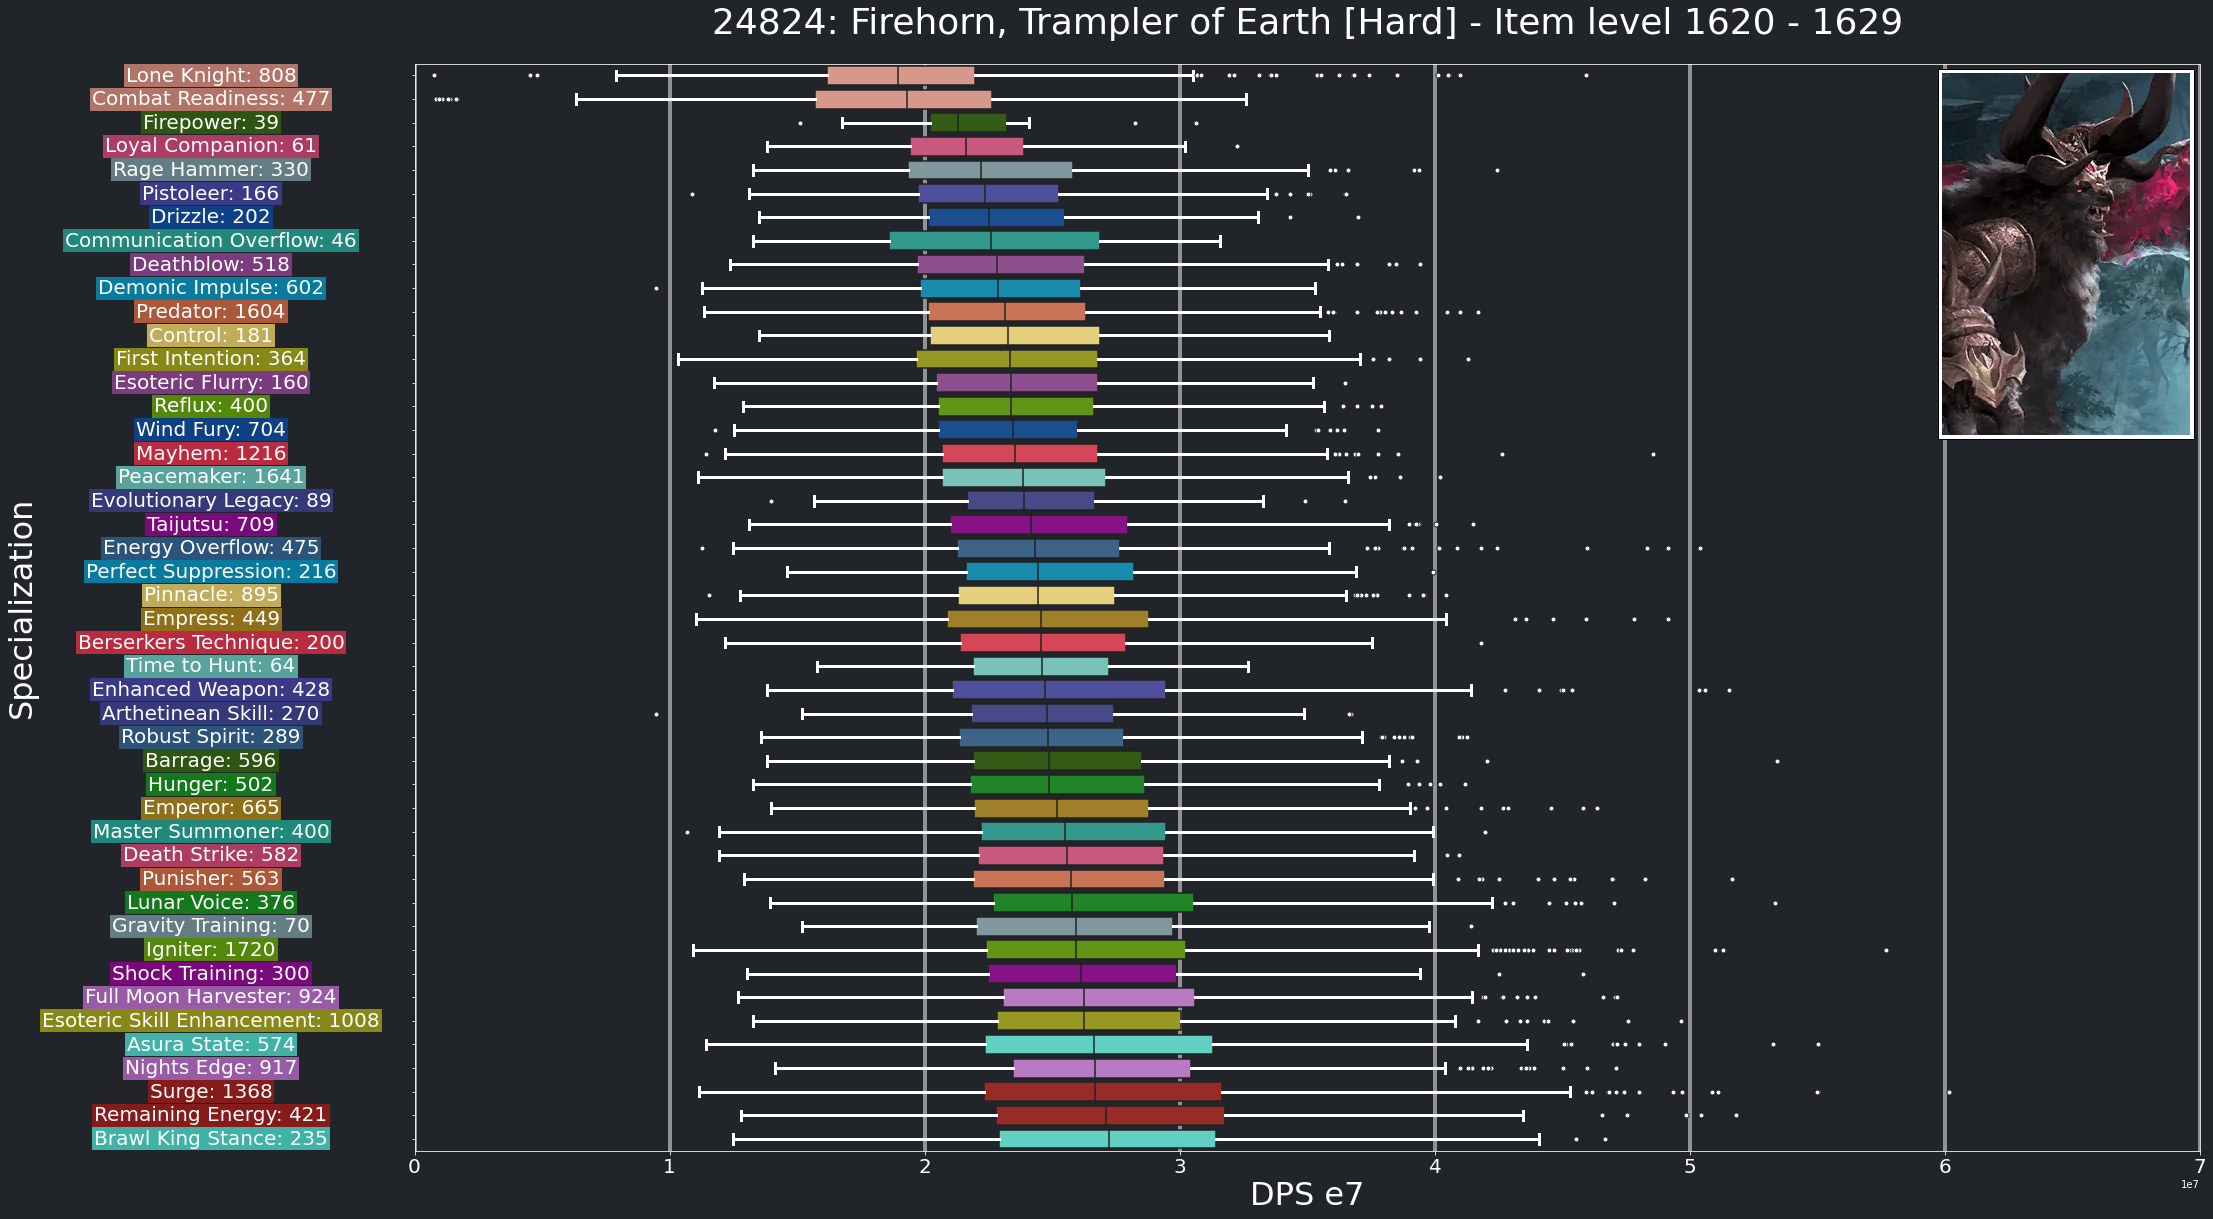 24824: Firehorn, Trampler of Earth [Hard] - Item level 1620 - 1629
Lone Knight: 808
Combat Readiness: 477
Firepower: 39
Loyal Companion: 61
Rage Hammer: 330
Pistoleer: 166
Drizzle: 202
Communication Overflow: 46
Deathblow: 518
Demonic Impulse: 602
Predator: 1604
Control: 181
First Intention: 364
Esoteric Flurry: 160
Reflux: 400
Wind Fury: 704
Mayhem: 1216
Peacemaker: 1641
Evolutionary Legacy: 89
Taijutsu: 709
Energy Overflow: 475
Perfect Suppression: 216
Pinnacle: 895
Empress: 449
Berserkers Technique: 200
Time to Hunt: 64
Enhanced Weapon: 428
Arthetinean Skill: 270
Robust Spirit: 289
Barrage: 596
Hunger: 502
Emperor: 665
Master Summoner: 400
Death Strike: 582
Punisher: 563
Lunar Voice: 376
Gravity Training: 70
Igniter: 1720
Shock Training: 300
Full Moon Harvester: 924
Esoteric Skill Enhancement: 1008
Asura State: 574
Nights Edge: 917
Surge: 1368
Remaining Energy: 421
Brawl King Stance: 235
Specialization
0 1 2 3 4 5 6 7
1e7
DPS e7